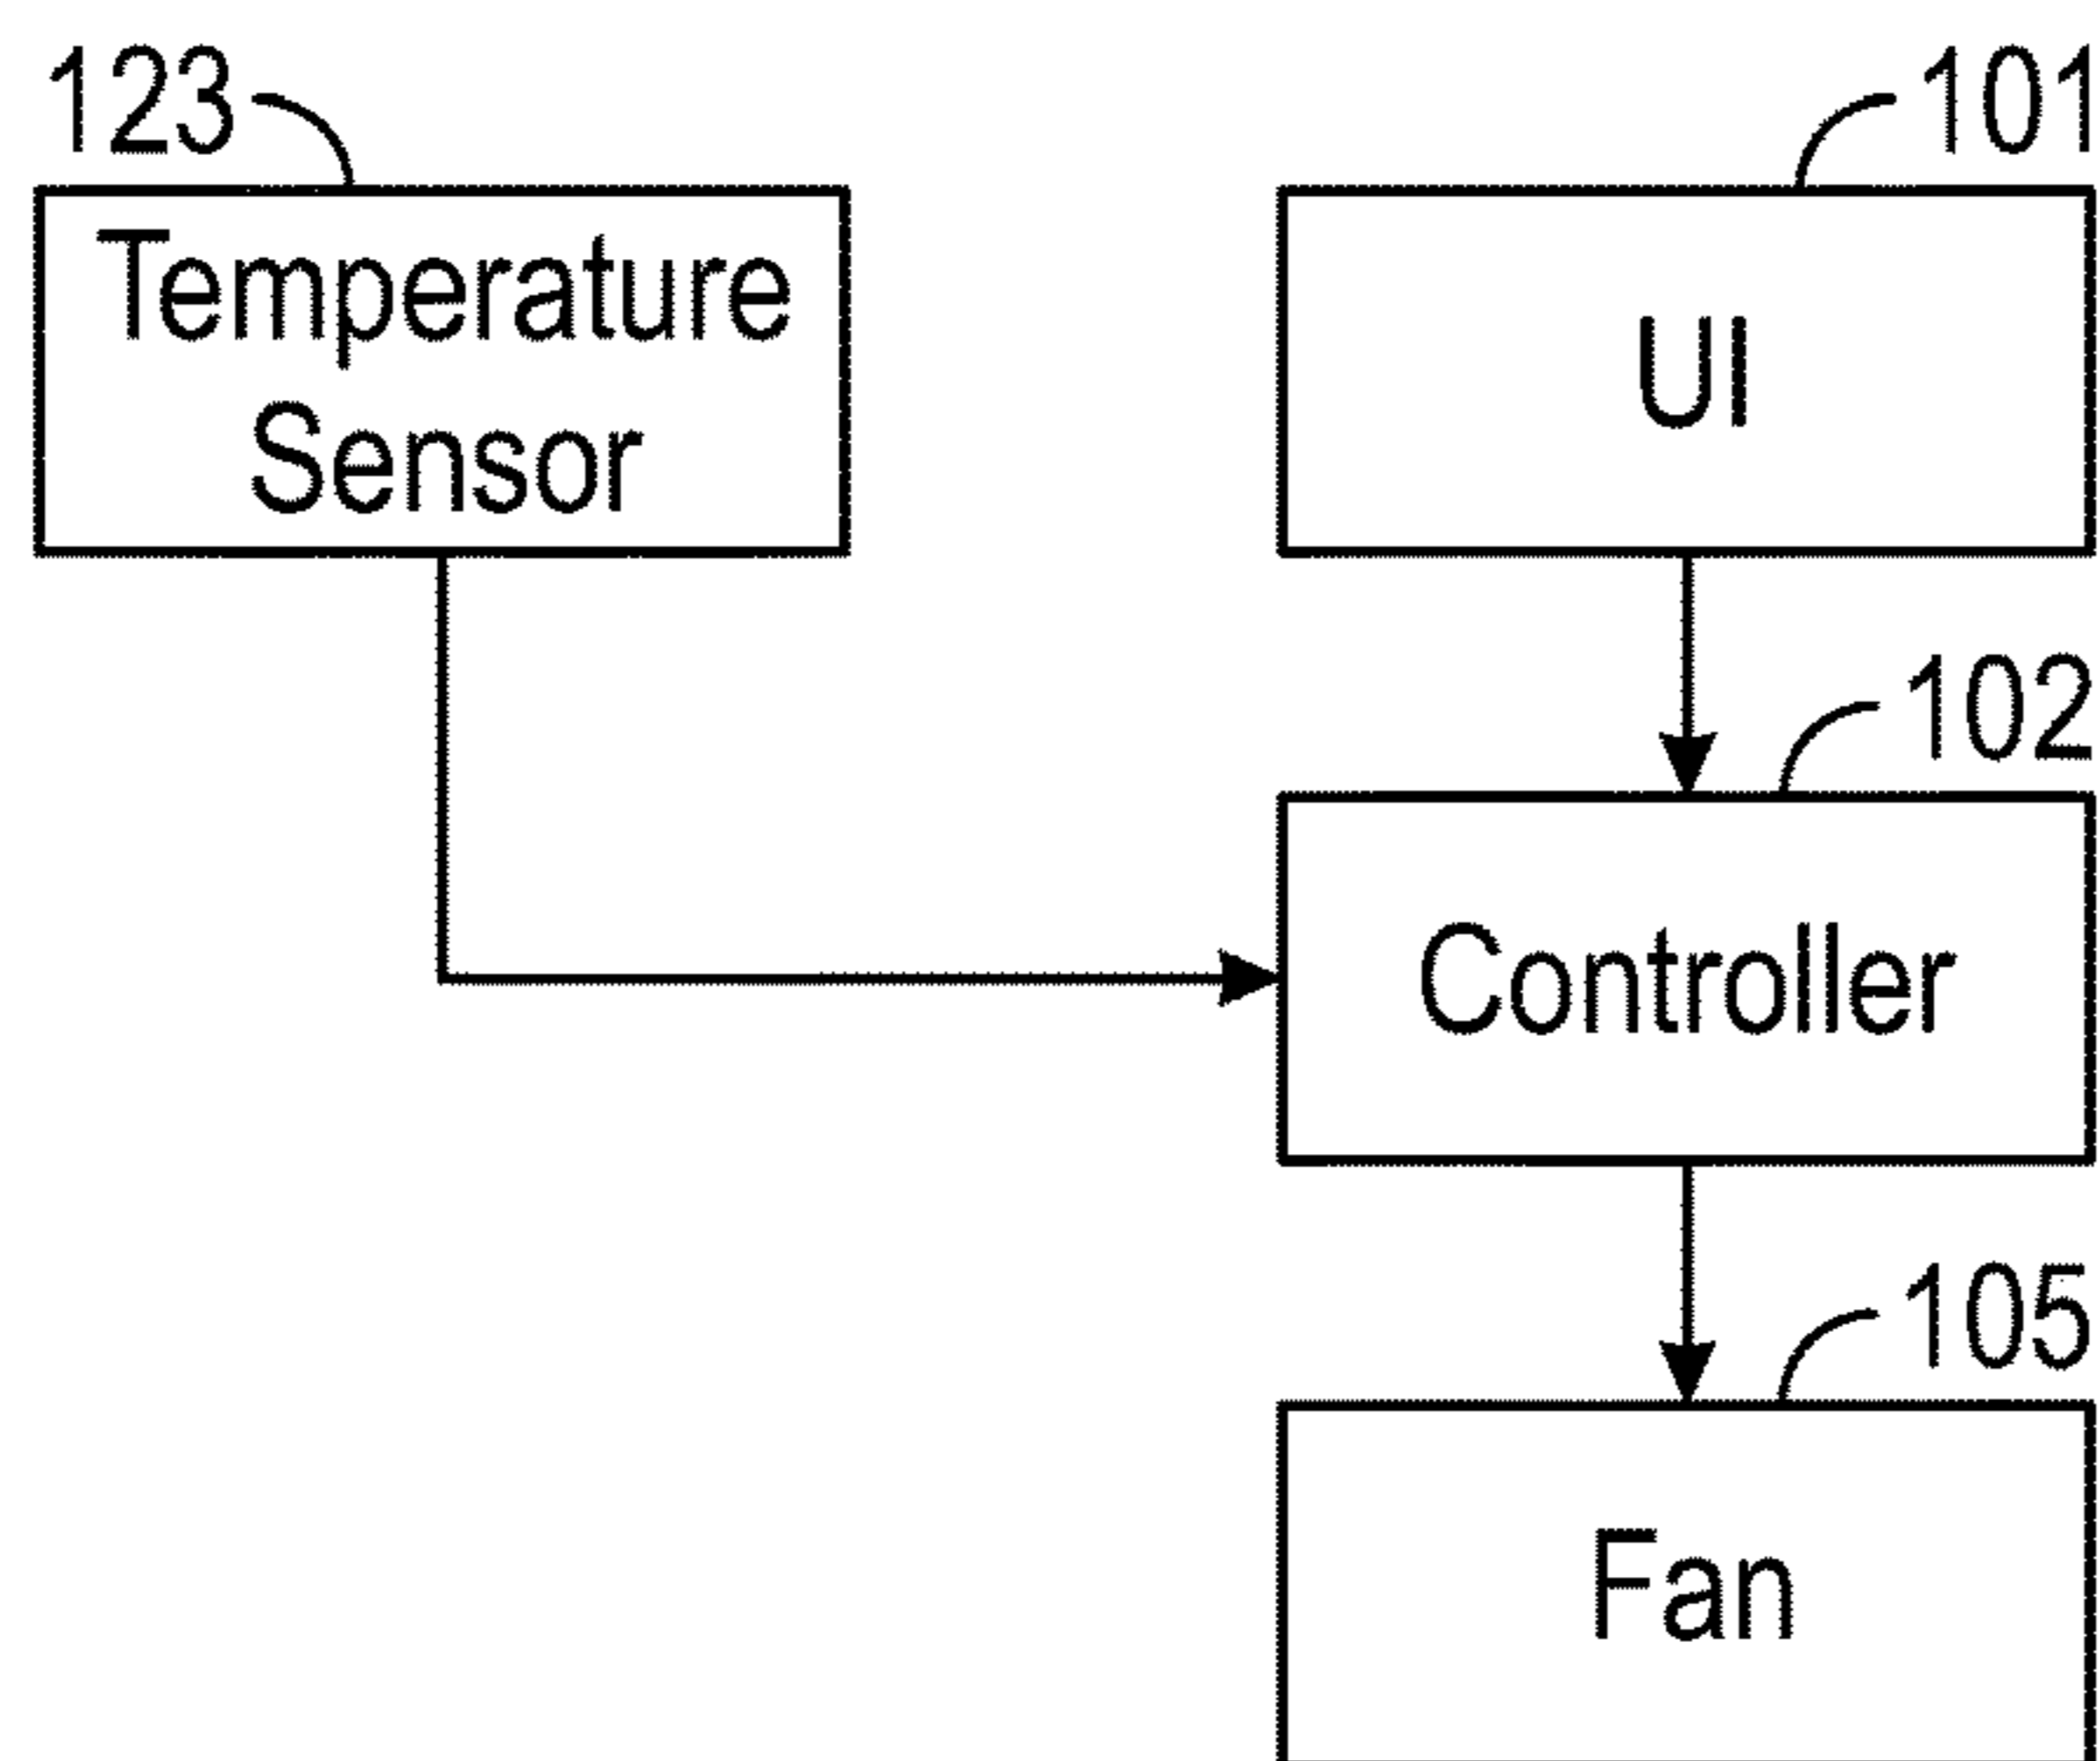 123
Temperature
Sensor
101
UI
102
Controller
105
Fan